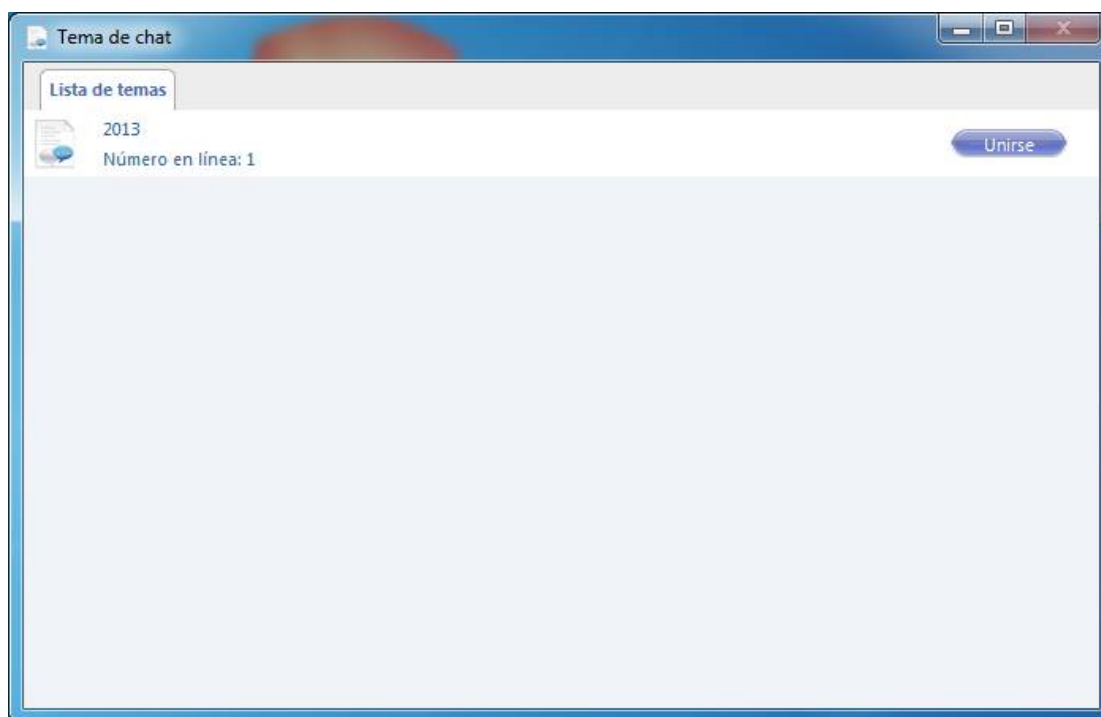 Tema de chat
Lista de temas
2013
Número en línea: 1
Unirse